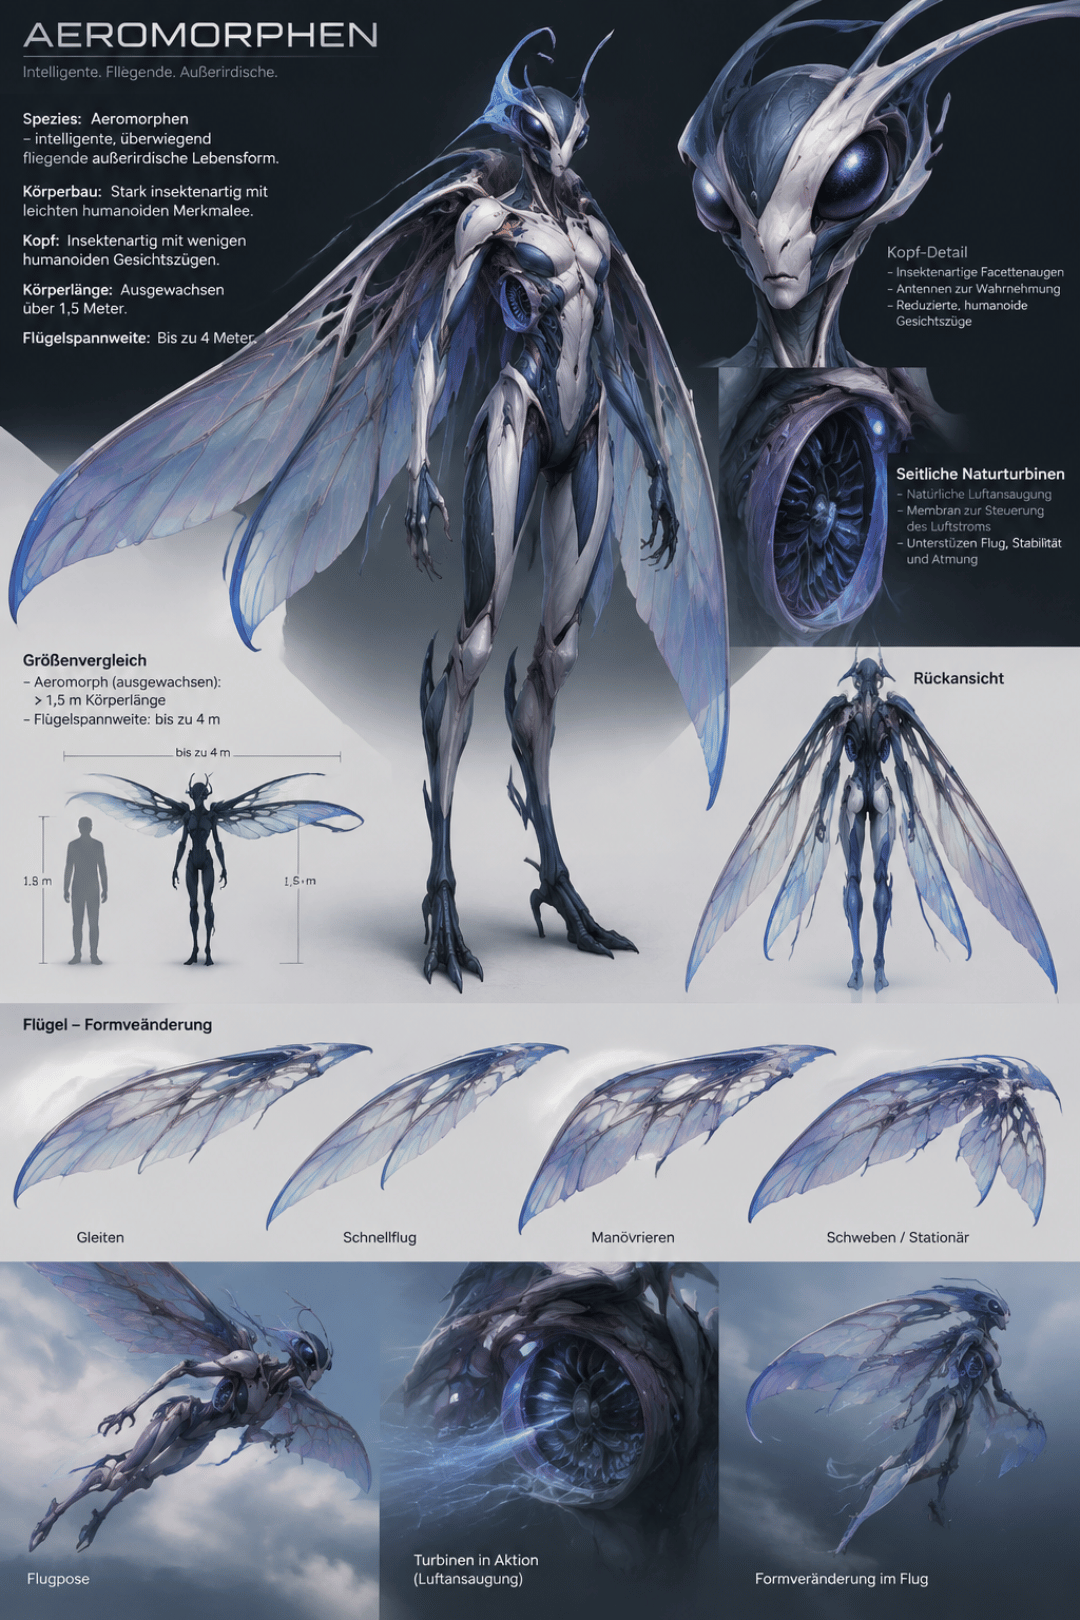 AEROMORPHEN
Intelligente. Fliegende. Außerirdische.
Spezies: Aeromorphen
– intelligente, überwiegend
fliegende außerirdische Lebensform.
Körperbau: Stark insektenartig mit
leichten humanoiden Merkmalee.
Kopf: Insektenartig mit wenigen
humanoiden Gesichtszügen.
Körperlänge: Ausgewachsen
über 1,5 Meter.
Flügelspannweite: Bis zu 4 Meter.
Kopf-Detail
– Insektenartige Facettenaugen
– Antennen zur Wahrnehmung
– Reduzierte, humanoide
Gesichtszüge
Seitliche Naturturbinen
– Natürliche Luftansaugung
– Membran zur Steuerung
des Luftstroms
– Unterstüzen Flug, Stabilität
und Atmung
Größenvergleich
– Aeromorph (ausgewachsen):
> 1,5 m Körperlänge
– Flügelspannweite: bis zu 4 m
bis zu 4 m
1.8 m
m
Rückansicht
Flügel – Formveänderung
Gleiten
Schnellflug
Manövrieren
Schweben / Stationär
Flugpose
Turbinen in Aktion
(Luftansaugung)
Formveränderung im Flug